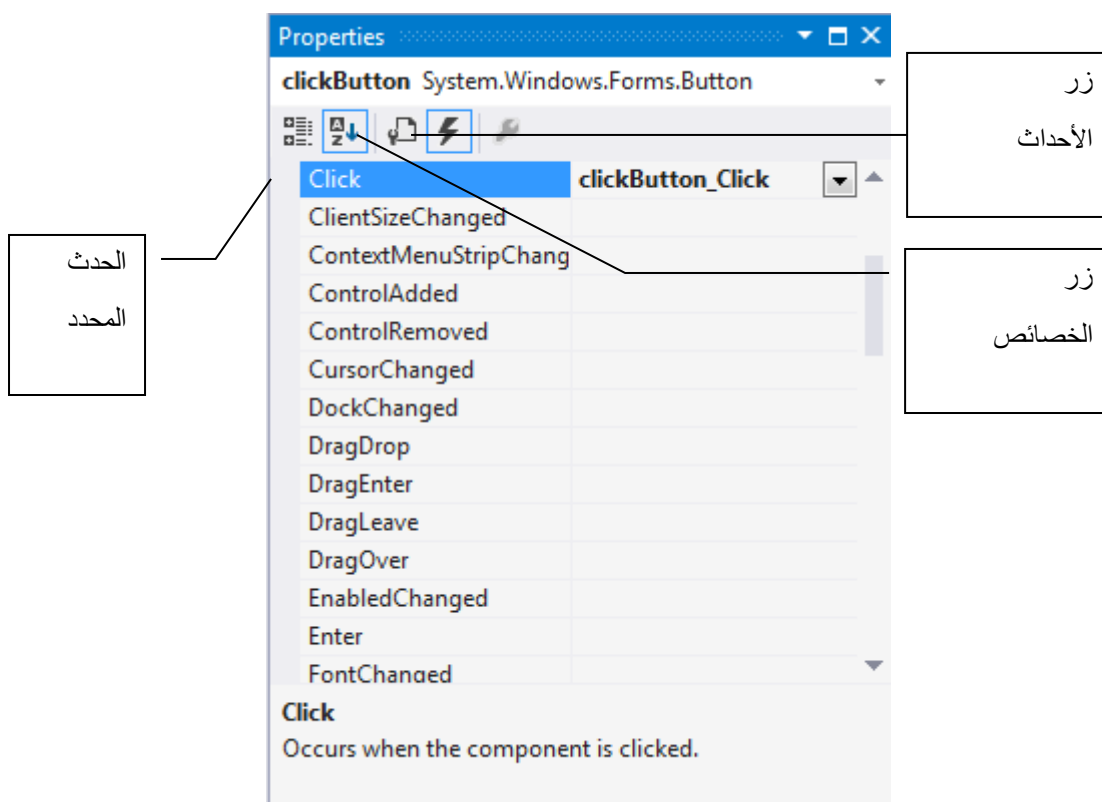 Properties
clickButton System.Windows.Forms.Button
زر
الأحداث
Click clickButton_Click
ClientSizeChanged
الحدث
المحدد
ContextMenuStripChang
زر
الخصائص
ControlAdded
ControlRemoved
CursorChanged
DockChanged
DragDrop
DragEnter
DragLeave
DragOver
EnabledChanged
Enter
FontChanged
Click
Occurs when the component is clicked.